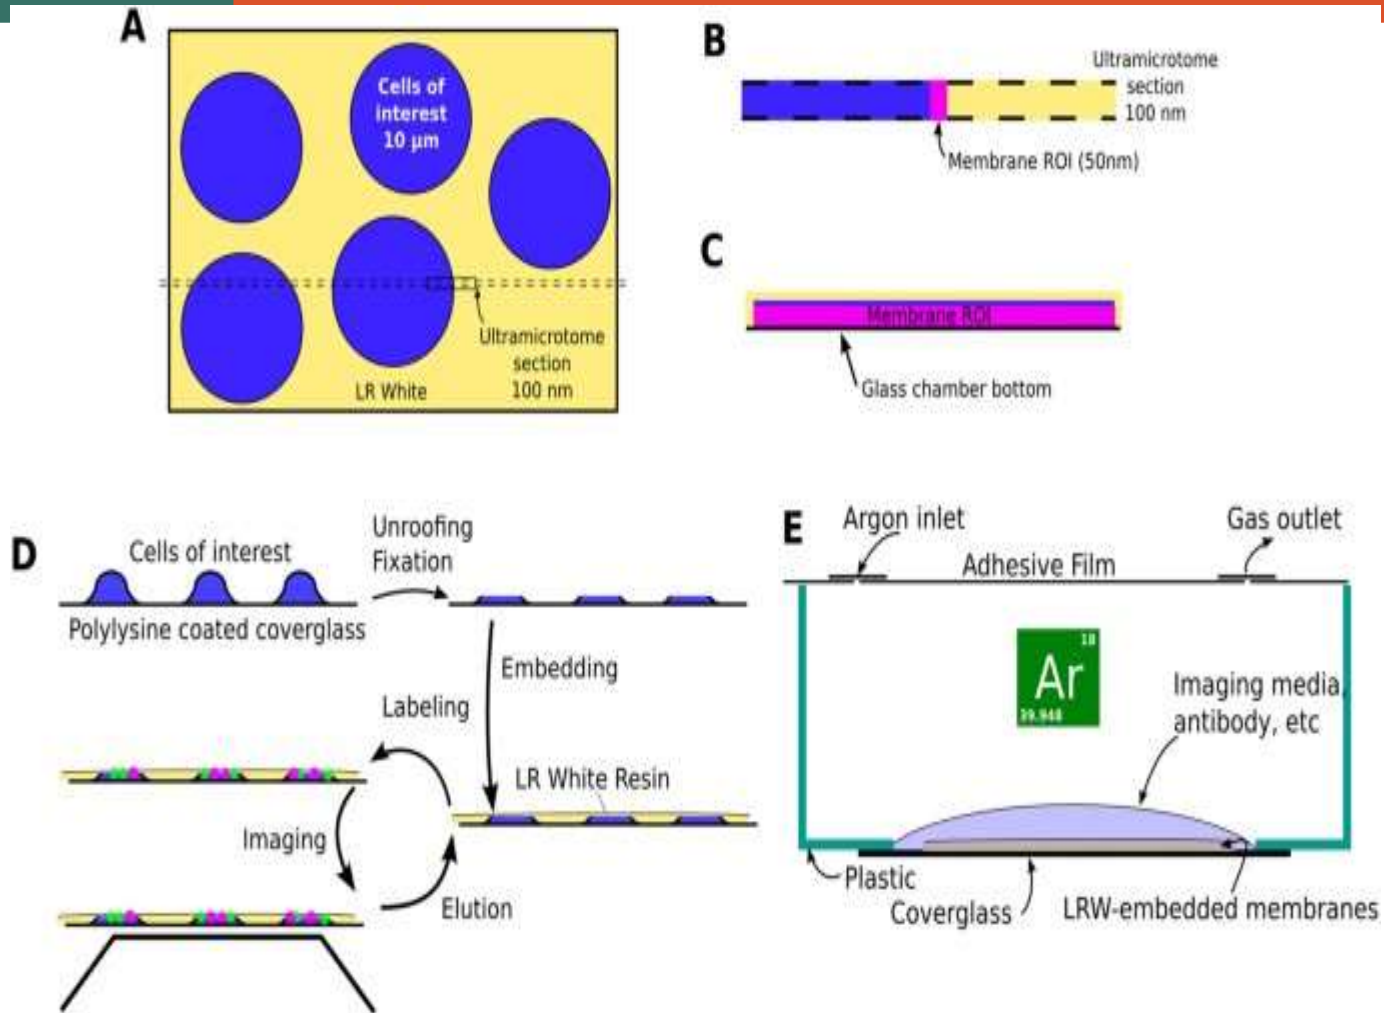 A
Cells of
interest
10 μm
Ultramicrotome
section
100 nm
LR White
B
Ultramicrotome
section
100 nm
Membrane ROI (50nm)
C
Membrane ROI
Glass chamber bottom
D
Cells of interest
Polylysine coated coverglass
Unroofing
Fixation
Embedding
Labeling
LR White Resin
Imaging
Elution
E
Argon inlet
Gas outlet
Adhesive Film
18
Ar
39.948
Imaging media,
antibody, etc
Plastic
Coverglass
LRW-embedded membranes